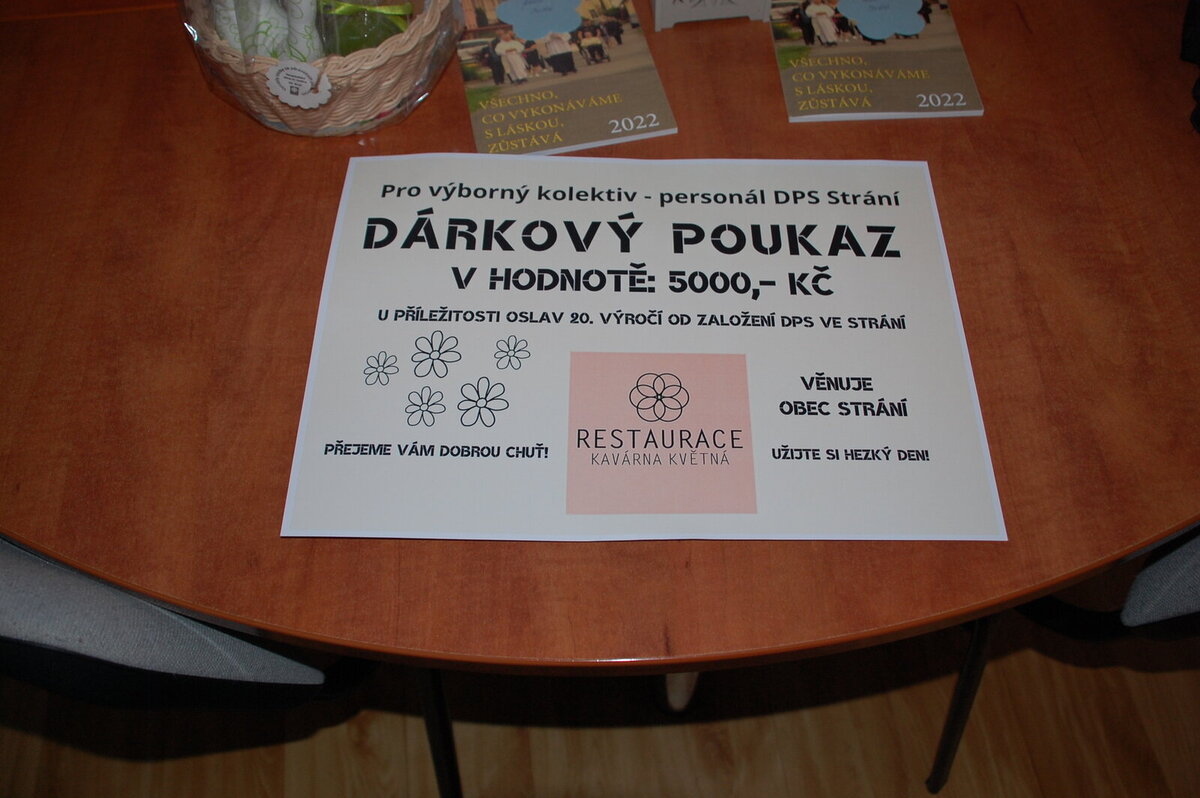 VŠECHNO,
CO VYKONÁVÁME
S LÁSKOU,
ZŮSTÁVÁ
2022
VŠECHNO,
CO VYKONÁVÁME
S LÁSKOU,
ZŮSTÁVÁ
2022
Pro výborný kolektiv - personál DPS Strání
DÁRKOVÝ POUKAZ
V HODNOTĚ: 5000,- KČ
U PŘÍLEŽITOSTI OSLAV 20. VÝROČÍ OD ZALOŽENÍ DPS VE STRÁNÍ
VĚNUJE
OBEC STRÁNÍ
RESTAURACE
KAVÁRNA KVĚTNÁ
PŘEJEME VÁM DOBROU CHUŤ!
UŽIJTE SI HEZKÝ DEN!